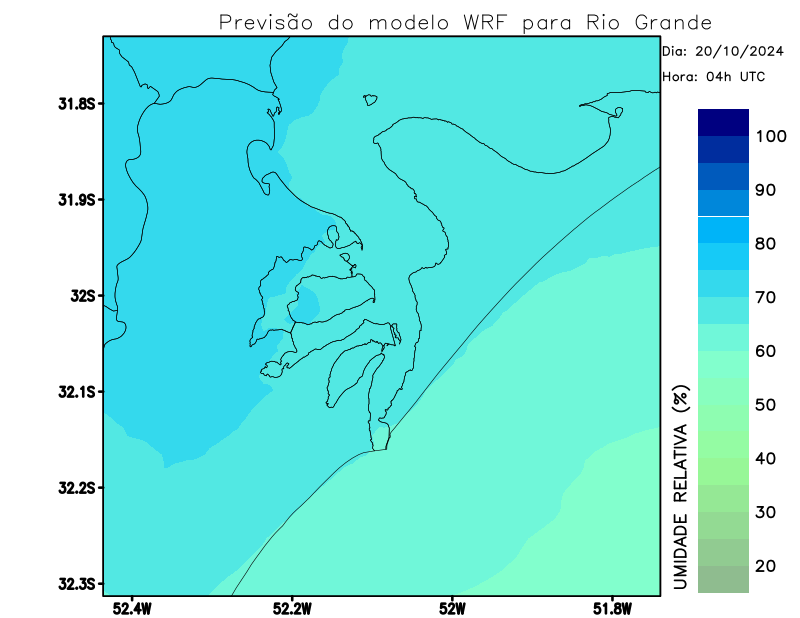 Previsão do modelo WRF para Rio Grande
Dia: 20/10/2024
Hora: 04h UTC
31.8S
31.9S
32S
32.1S
32.2S
32.3S
52.4W
52.2W
52W
51.8W
100
90
80
70
60
50
40
30
20
UMIDADE RELATIVA (%)